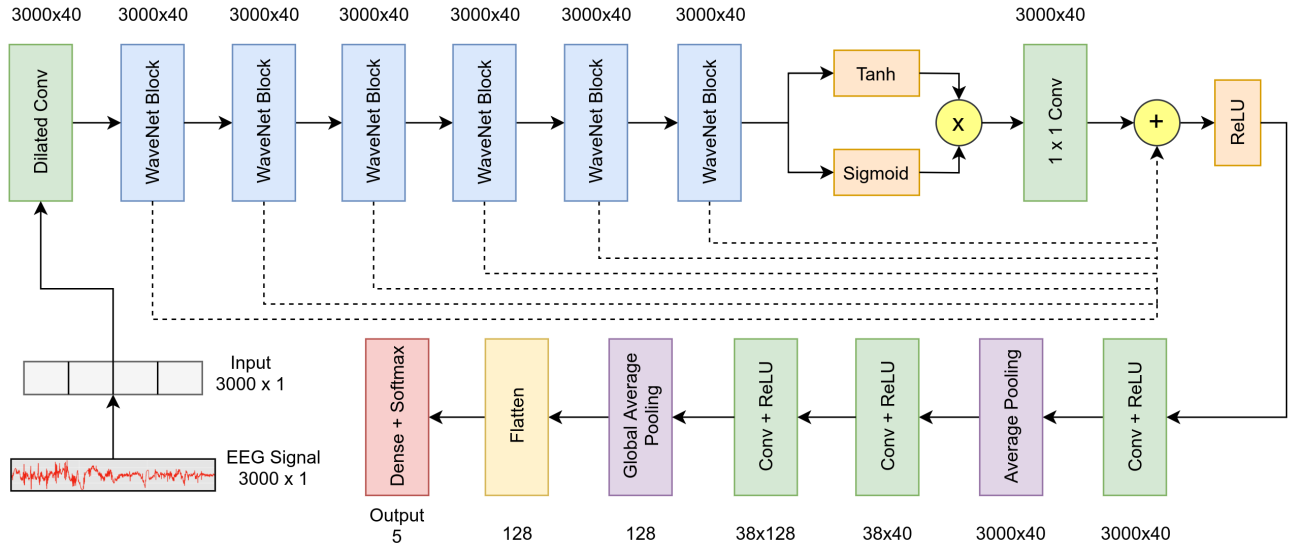 3000x40
3000x40
3000x40
3000x40
3000x40
3000x40
3000x40
3000x40
Dilated Conv
WaveNet Block
WaveNet Block
WaveNet Block
WaveNet Block
WaveNet Block
WaveNet Block
Tanh
Sigmoid
x
1 x 1 Conv
+
ReLU
Input
3000 x 1
EEG Signal
3000 x 1
Dense + Softmax
Flatten
Global Average
Pooling
Conv + ReLU
Conv + ReLU
Average Pooling
Conv + ReLU
Output
5
128
128
38x128
38x40
3000x40
3000x40